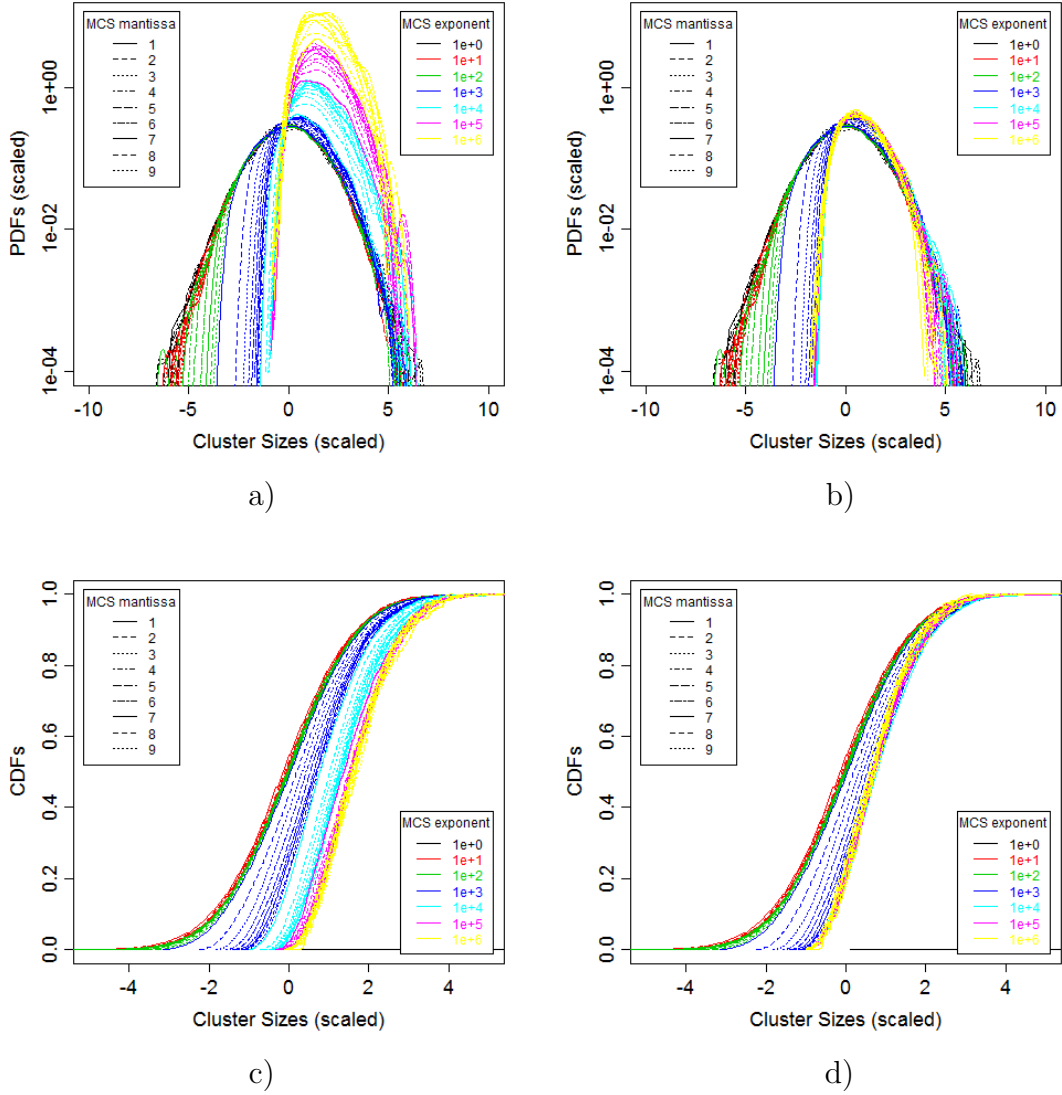 MCS mantissa
1
2
3
4
5
6
7
8
9
MCS exponent
1e+0
1e+1
1e+2
1e+3
1e+4
1e+5
1e+6
PDFs (scaled)
1e+00
1e-02
1e-04
-10
-5
0
5
10
Cluster Sizes (scaled)
a)
MCS mantissa
1
2
3
4
5
6
7
8
9
MCS exponent
1e+0
1e+1
1e+2
1e+3
1e+4
1e+5
1e+6
PDFs (scaled)
1e+00
1e-02
1e-04
-10
-5
0
5
10
Cluster Sizes (scaled)
b)
MCS mantissa
1
2
3
4
5
6
7
8
9
MCS exponent
1e+0
1e+1
1e+2
1e+3
1e+4
1e+5
1e+6
CDFs
1.0
0.8
0.6
0.4
0.2
0.0
-4
-2
0
2
4
Cluster Sizes (scaled)
c)
MCS mantissa
1
2
3
4
5
6
7
8
9
MCS exponent
1e+0
1e+1
1e+2
1e+3
1e+4
1e+5
1e+6
CDFs
1.0
0.8
0.6
0.4
0.2
0.0
-4
-2
0
2
4
Cluster Sizes (scaled)
d)